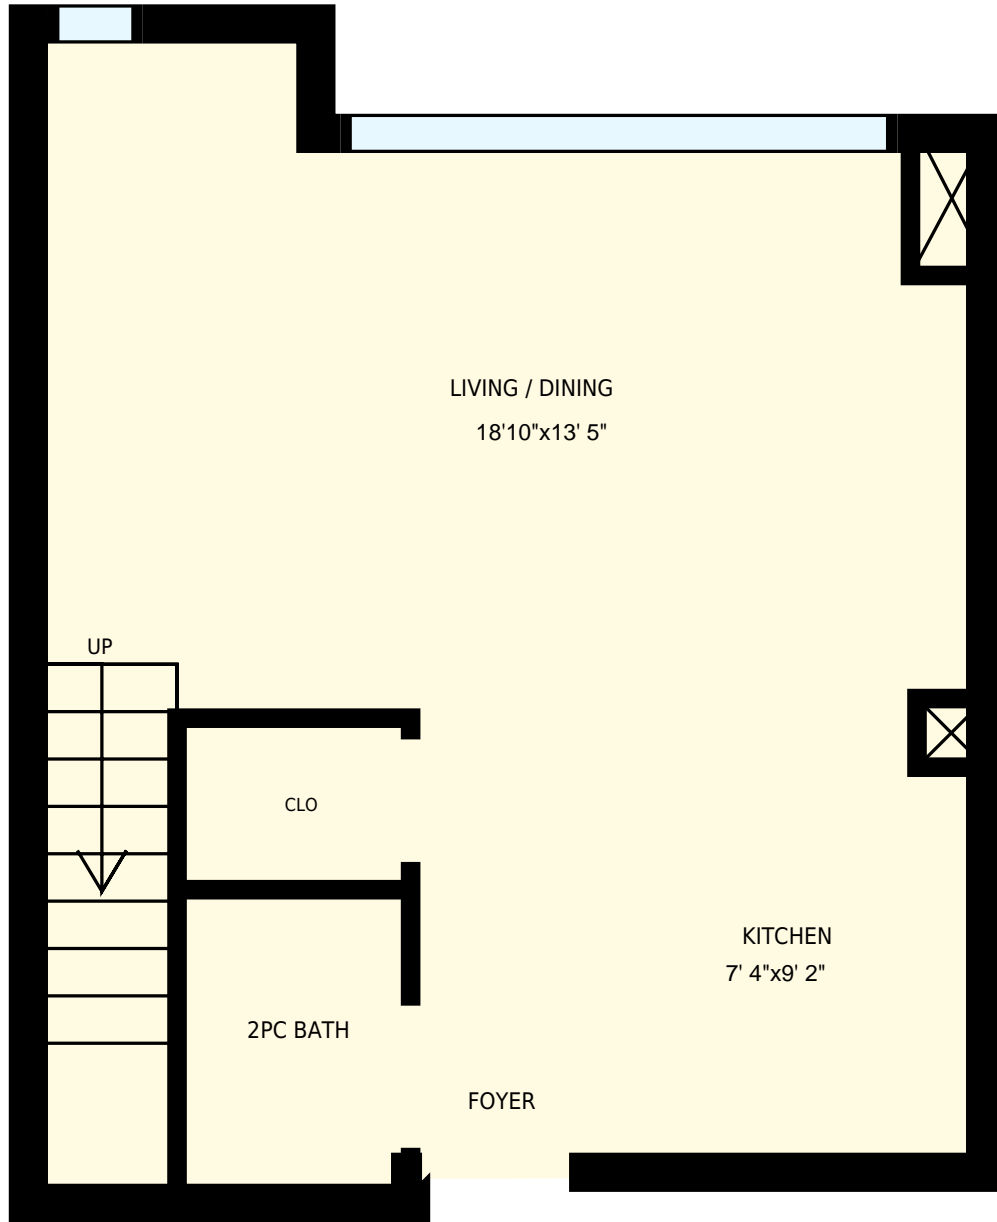 LIVING / DINING
18'10"x13' 5"
UP
CLO
KITCHEN
7' 4"x9' 2"
2PC BATH
FOYER